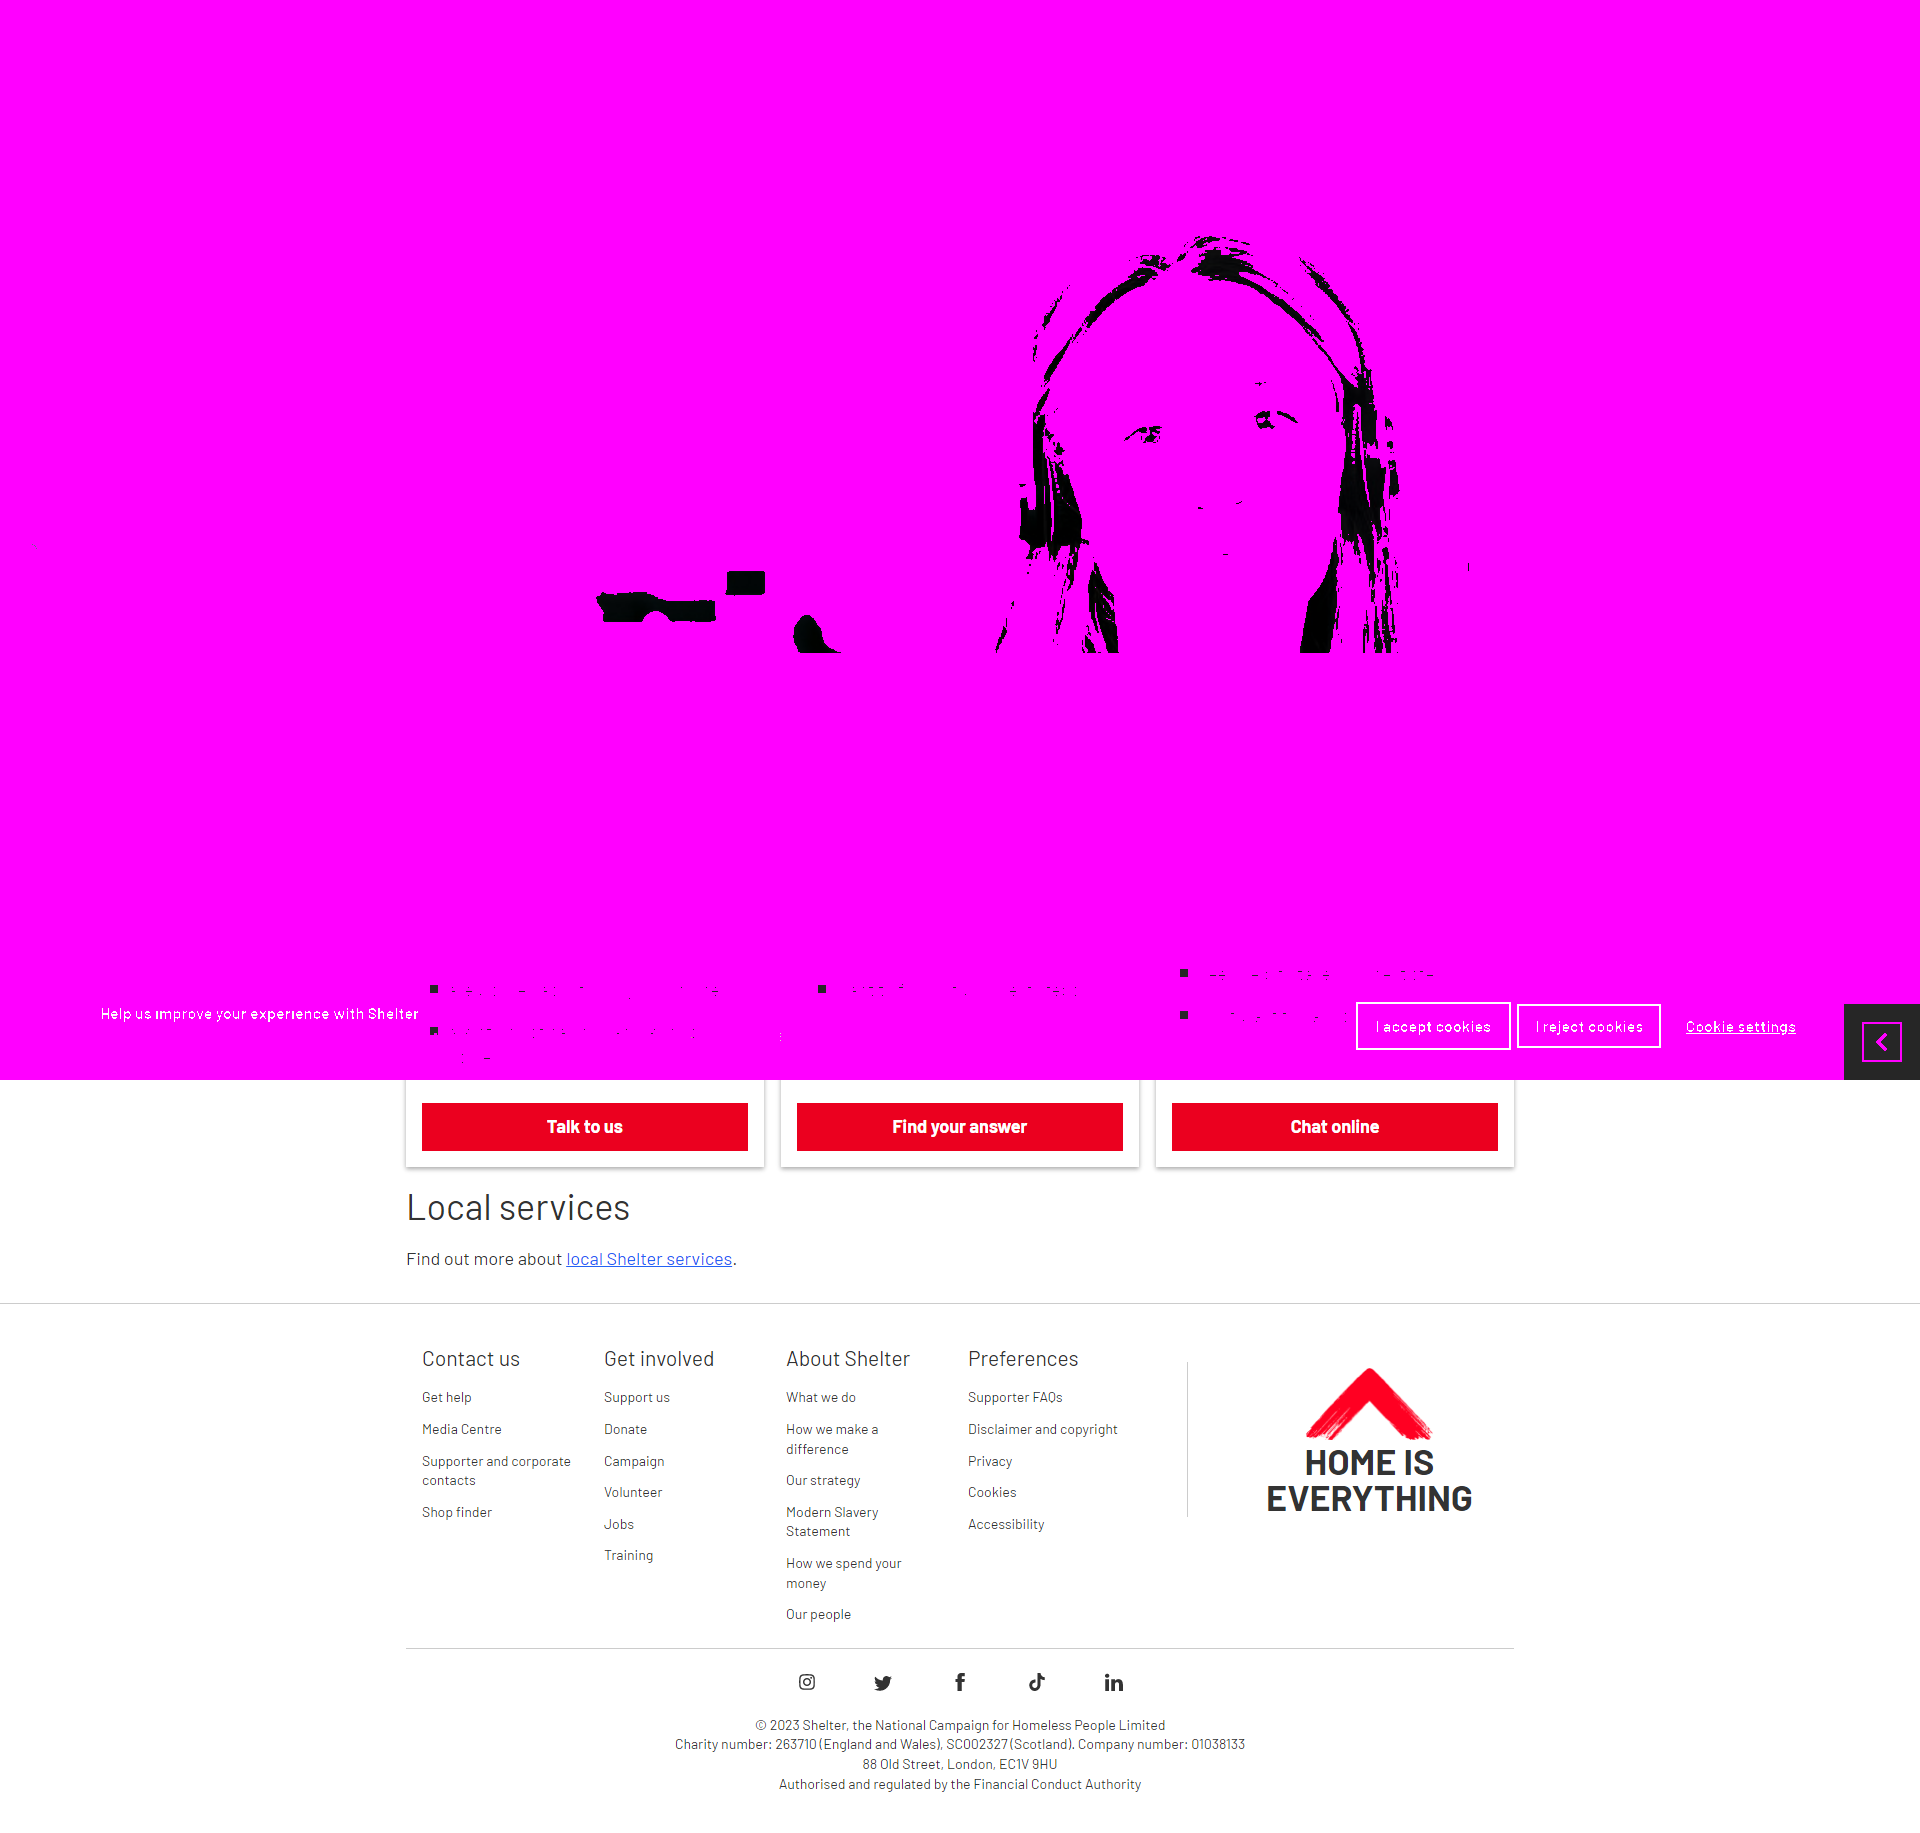 Help us improve your experience with Shelter
I accept cookies
I reject cookies
Cookie settings
Talk to us
Find your answer
Chat online
Local services
Find out more about local Shelter services.
Contact us
Get help
Media Centre
Supporter and corporate
contacts
Shop finder
Get involved
Support us
Donate
Campaign
Volunteer
Jobs
Training
About Shelter
What we do
How we make a
difference
Our strategy
Modern Slavery
Statement
How we spend your
money
Our people
Preferences
Supporter FAQs
Disclaimer and copyright
Privacy
Cookies
Accessibility
HOME IS
EVERYTHING
© 2023 Shelter, the National Campaign for Homeless People Limited
Charity number: 263710 (England and Wales), SC002327 (Scotland). Company number: 01038133
88 Old Street, London, EC1V 9HU
Authorised and regulated by the Financial Conduct Authority